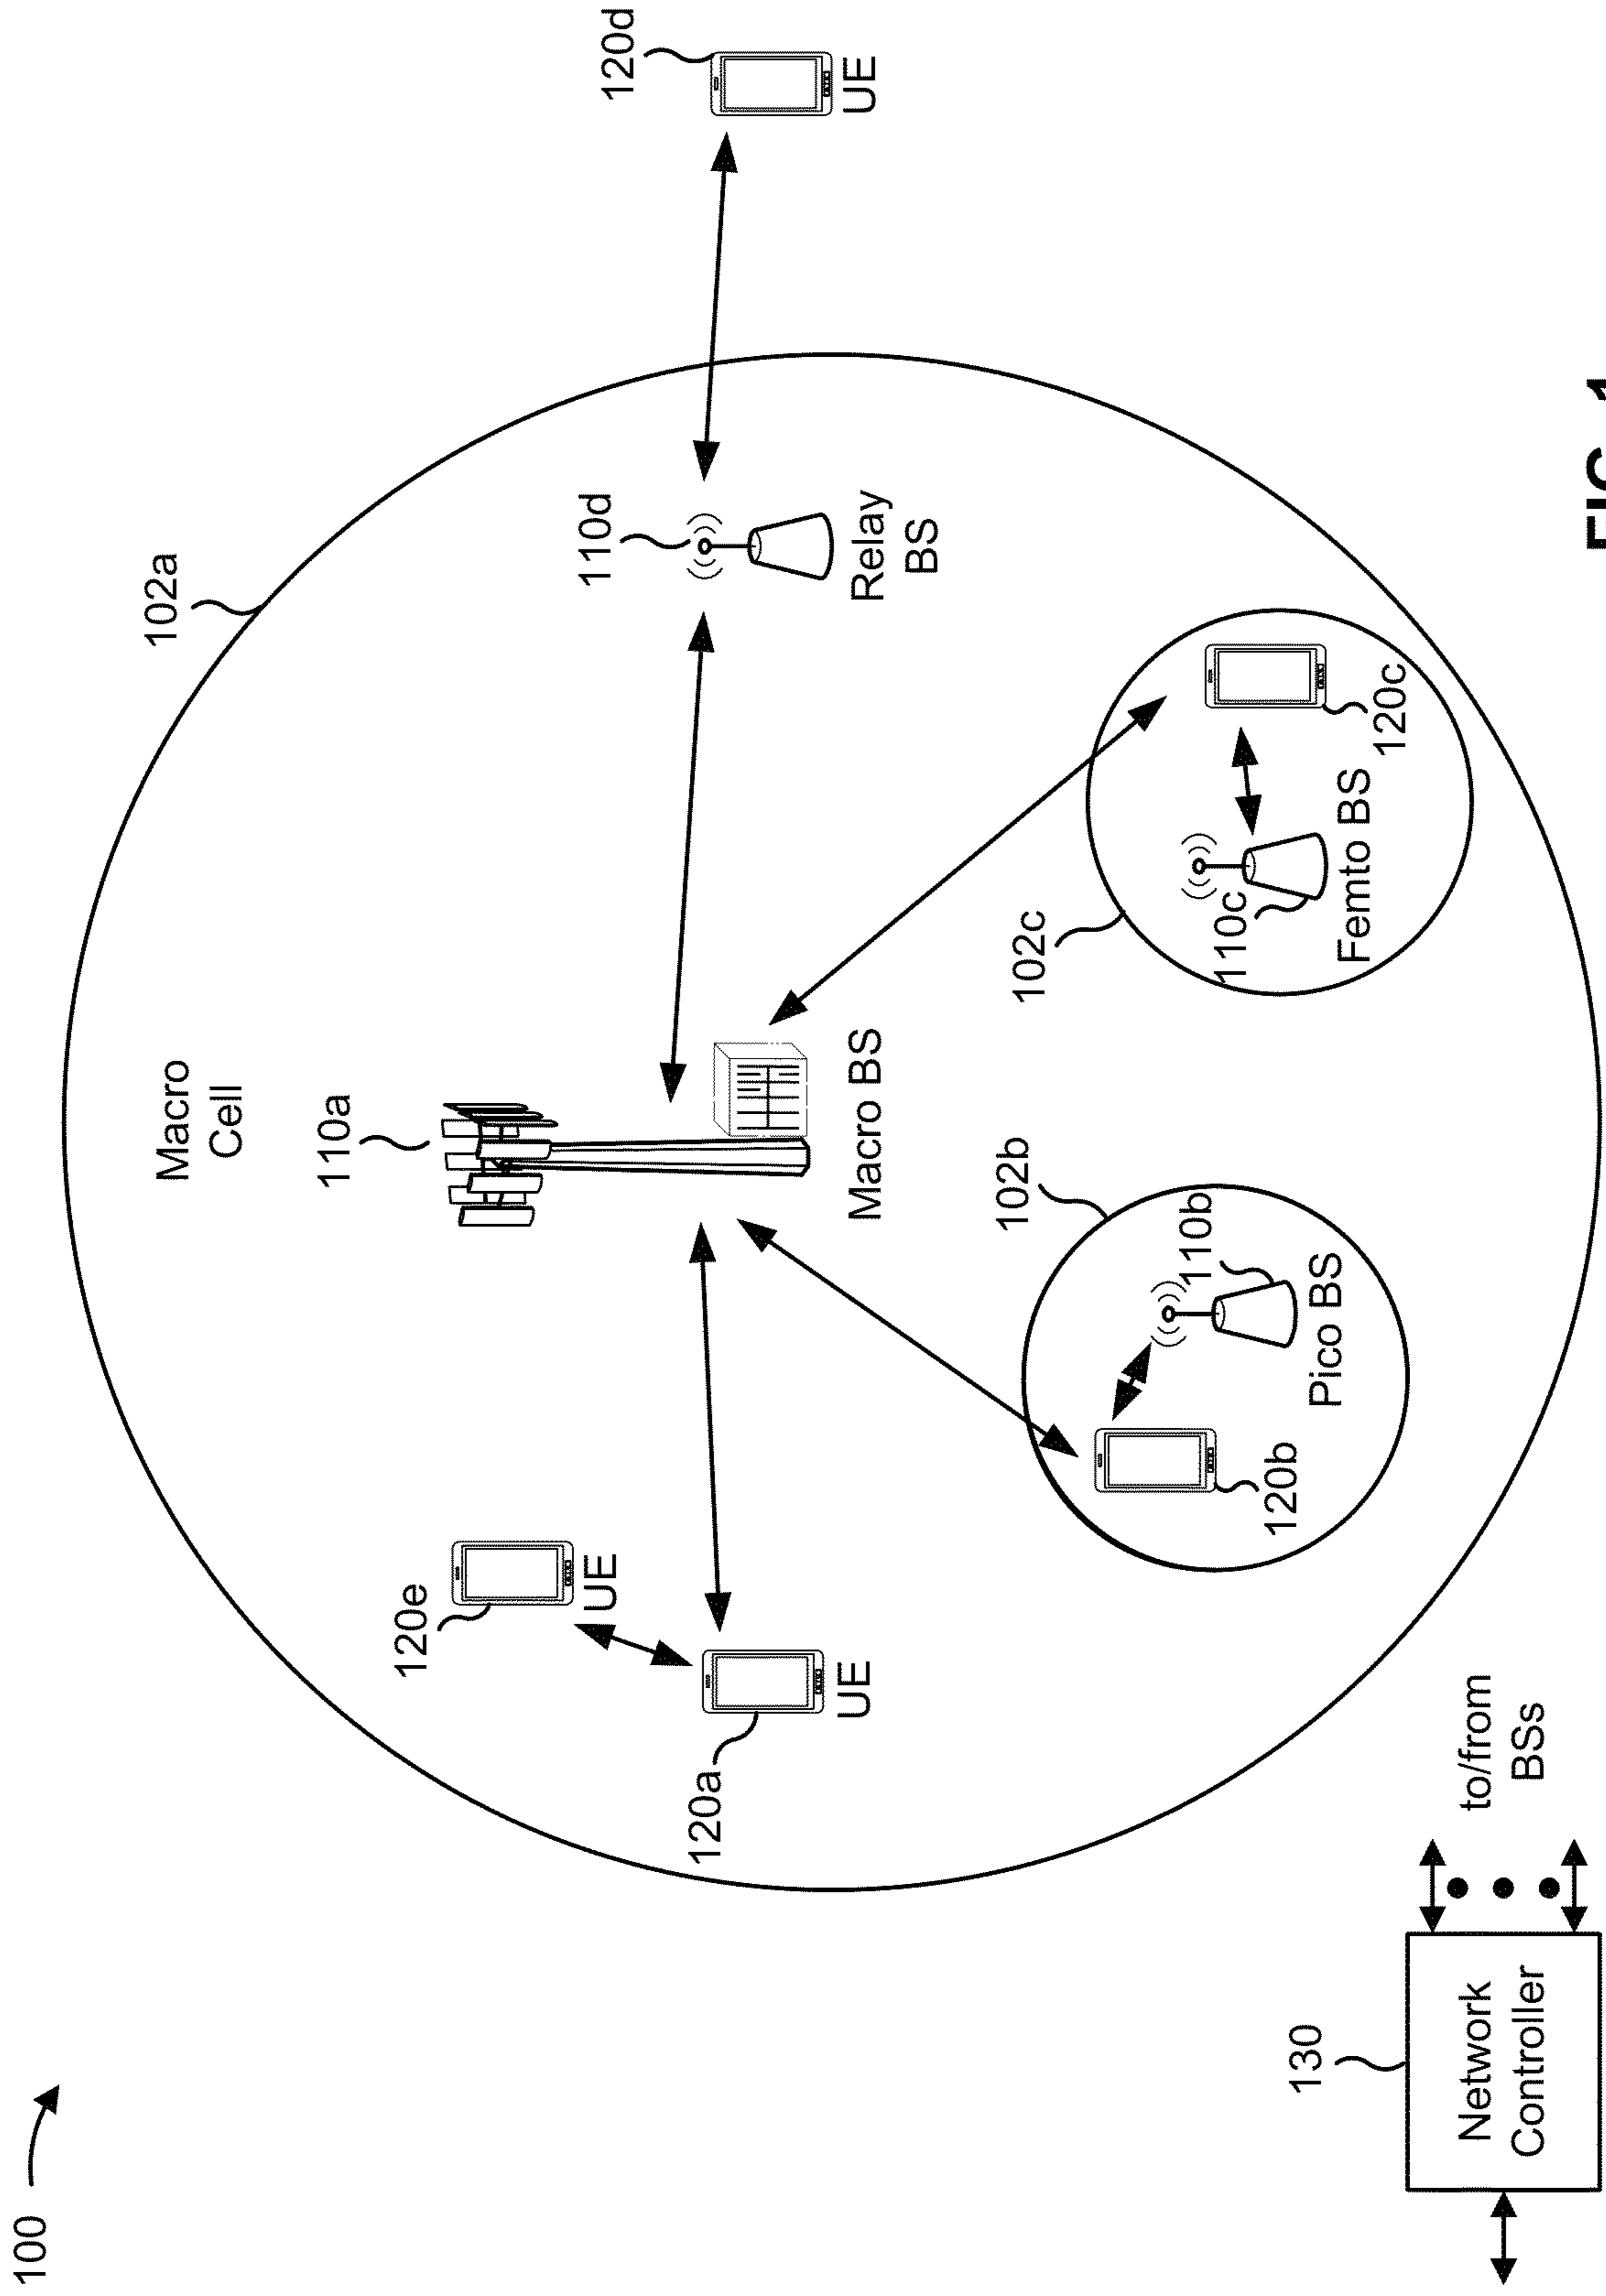 100
102a
Macro
Cell
110a
120d
UE
110d
Relay
BS
120e
UE
120a
UE
Macro BS
102c
110c
Femto BS
120c
102b
110b
Pico BS
120b
130
Network
Controller
to/from
BSs